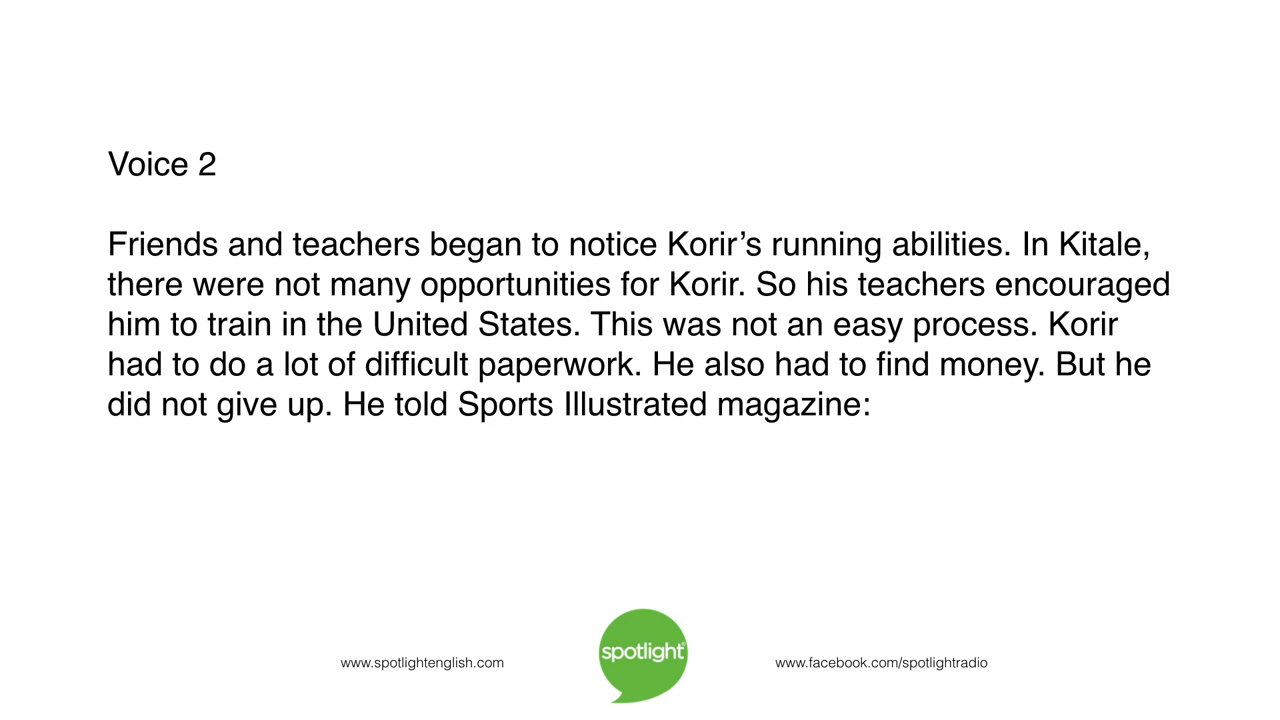 Voice 2
Friends and teachers began to notice Korir’s running abilities. In Kitale,
there were not many opportunities for Korir. So his teachers encouraged
him to train in the United States. This was not an easy process. Korir
had to do a lot of difficult paperwork. He also had to find money. But he
did not give up. He told Sports Illustrated magazine:
www.spotlightenglish.com
spotlight®
www.facebook.com/spotlightradio